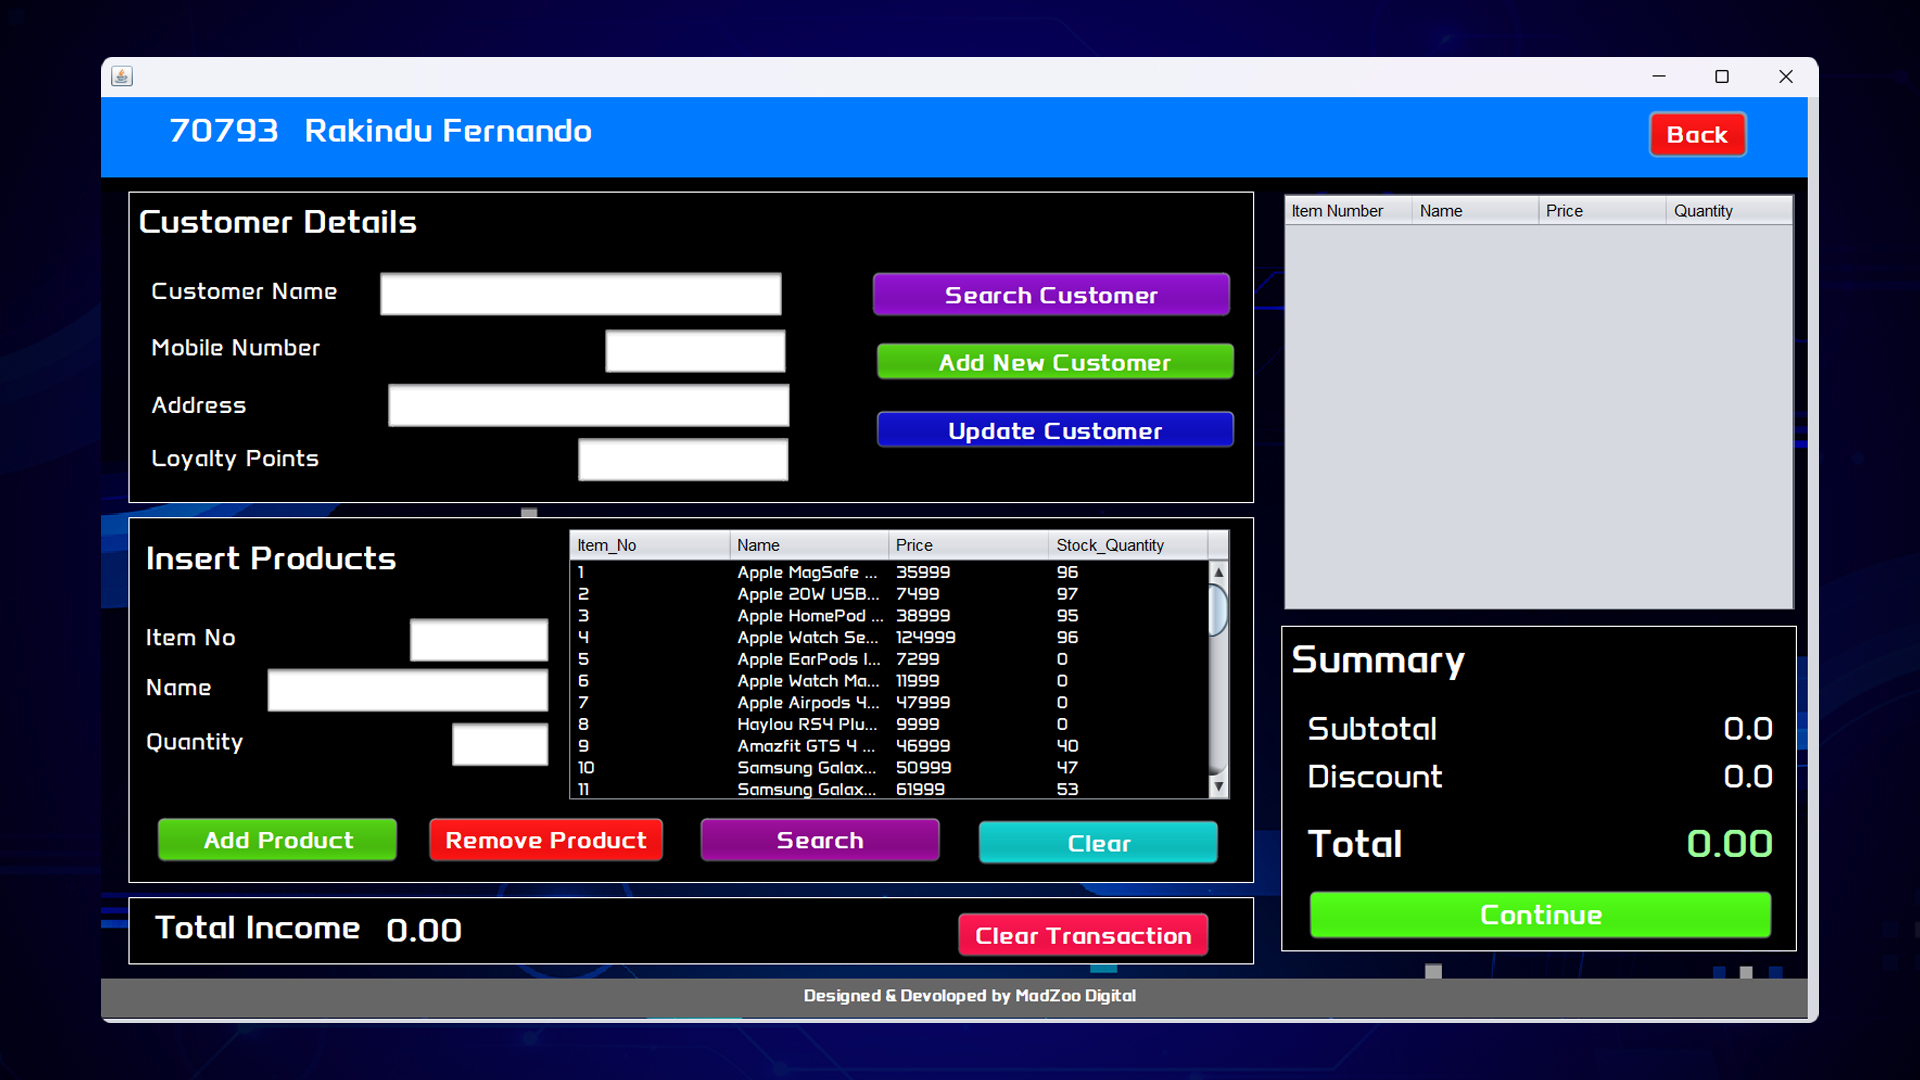 70793 Rakindu Fernando
Back
Customer Details
Customer Name
Search Customer
Mobile Number
Add New Customer
Address
Update Customer
Loyalty Points
Item Number Name Price Quantity
Insert Products
Item No
Name
Quantity
Item_No Name Price Stock_Quantity
1 Apple MagSafe ... 35999 96
2 Apple 20W USB... 7499 97
3 Apple HomePod ... 38999 95
4 Apple Watch Se... 124999 96
5 Apple EarPods I... 7299 0
6 Apple Watch Ma... 11999 0
7 Apple Airpods 4... 47999 0
8 Haylou RS4 Plu... 9999 0
9 Amazfit GTS 4 ... 46999 40
10 Samsung Galax... 50999 47
11 Samsung Galax... 61999 53
Add Product Remove Product Search Clear
Summary
Subtotal 0.0
Discount 0.0
Total 0.00
Continue
Total Income 0.00
Clear Transaction
Designed & Devoloped by MadZoo Digital